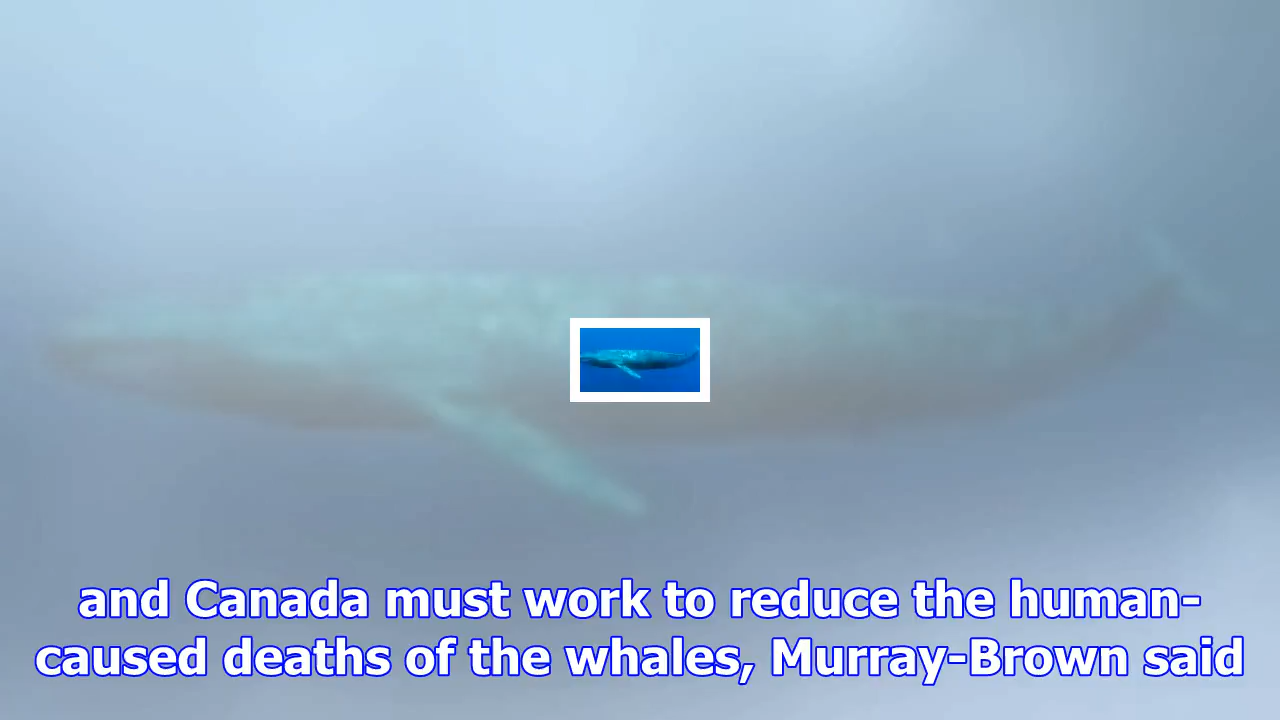 and Canada must work to reduce the human-
caused deaths of the whales, Murray-Brown said